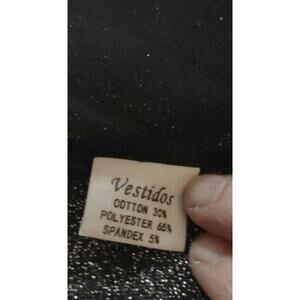 Vestidos
COTTON 30%
POLYESTER 65%
SPANDEX 5%